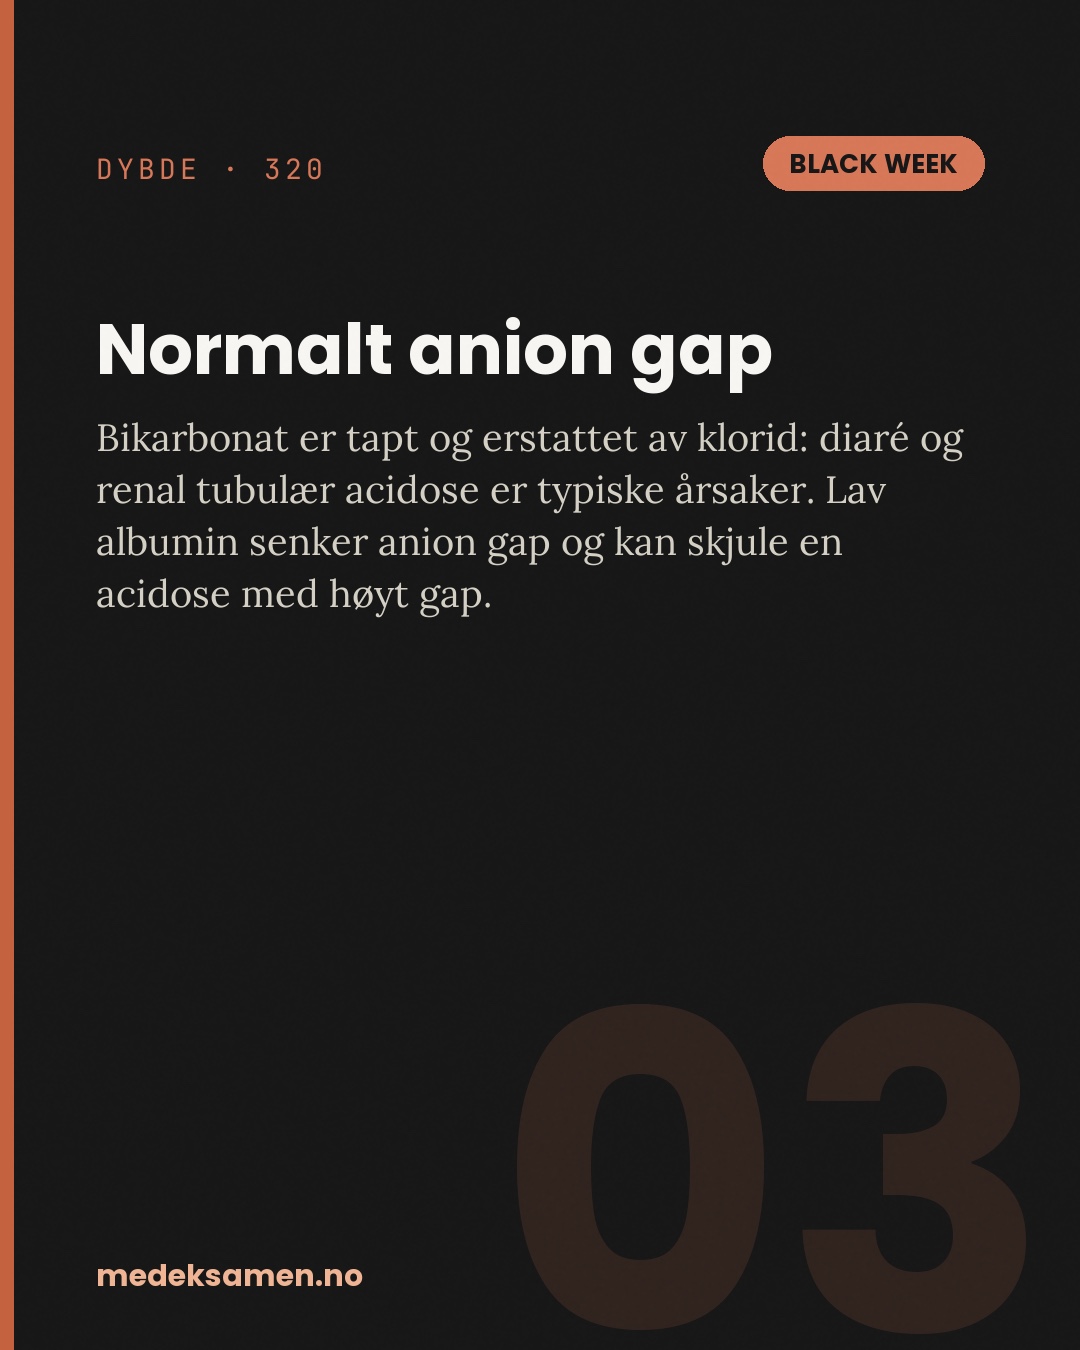 DYBDE · 320
BLACK WEEK
Normalt anion gap
Bikarbonat er tapt og erstattet av klorid: diaré og
renal tubulær acidose er typiske årsaker. Lav
albumin senker anion gap og kan skjule en
acidose med høyt gap.
03
medeksamen.no